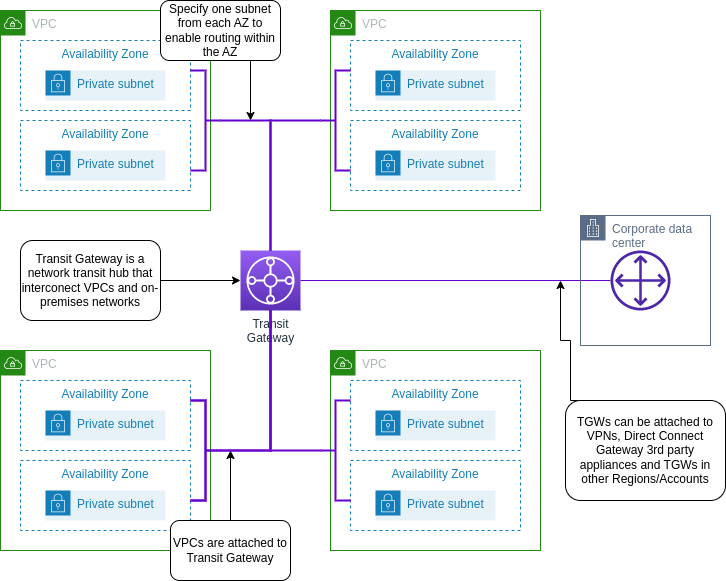 VPC
Availability Zone
Private subnet
Availability Zone
Private subnet
Specify one subnet
from each AZ to
enable routing within
the AZ
VPC
Availability Zone
Private subnet
Availability Zone
Private subnet
Transit Gateway is a
network transit hub that
interconect VPCs and on-
premises networks
Transit
Gateway
Corporate data
center
VPC
Availability Zone
Private subnet
Availability Zone
Private subnet
VPCs are attached to
Transit Gateway
VPC
Availability Zone
Private subnet
Availability Zone
Private subnet
TGWs can be attached to
VPNs, Direct Connect
Gateway 3rd party
appliances and TGWs in
other Regions/Accounts